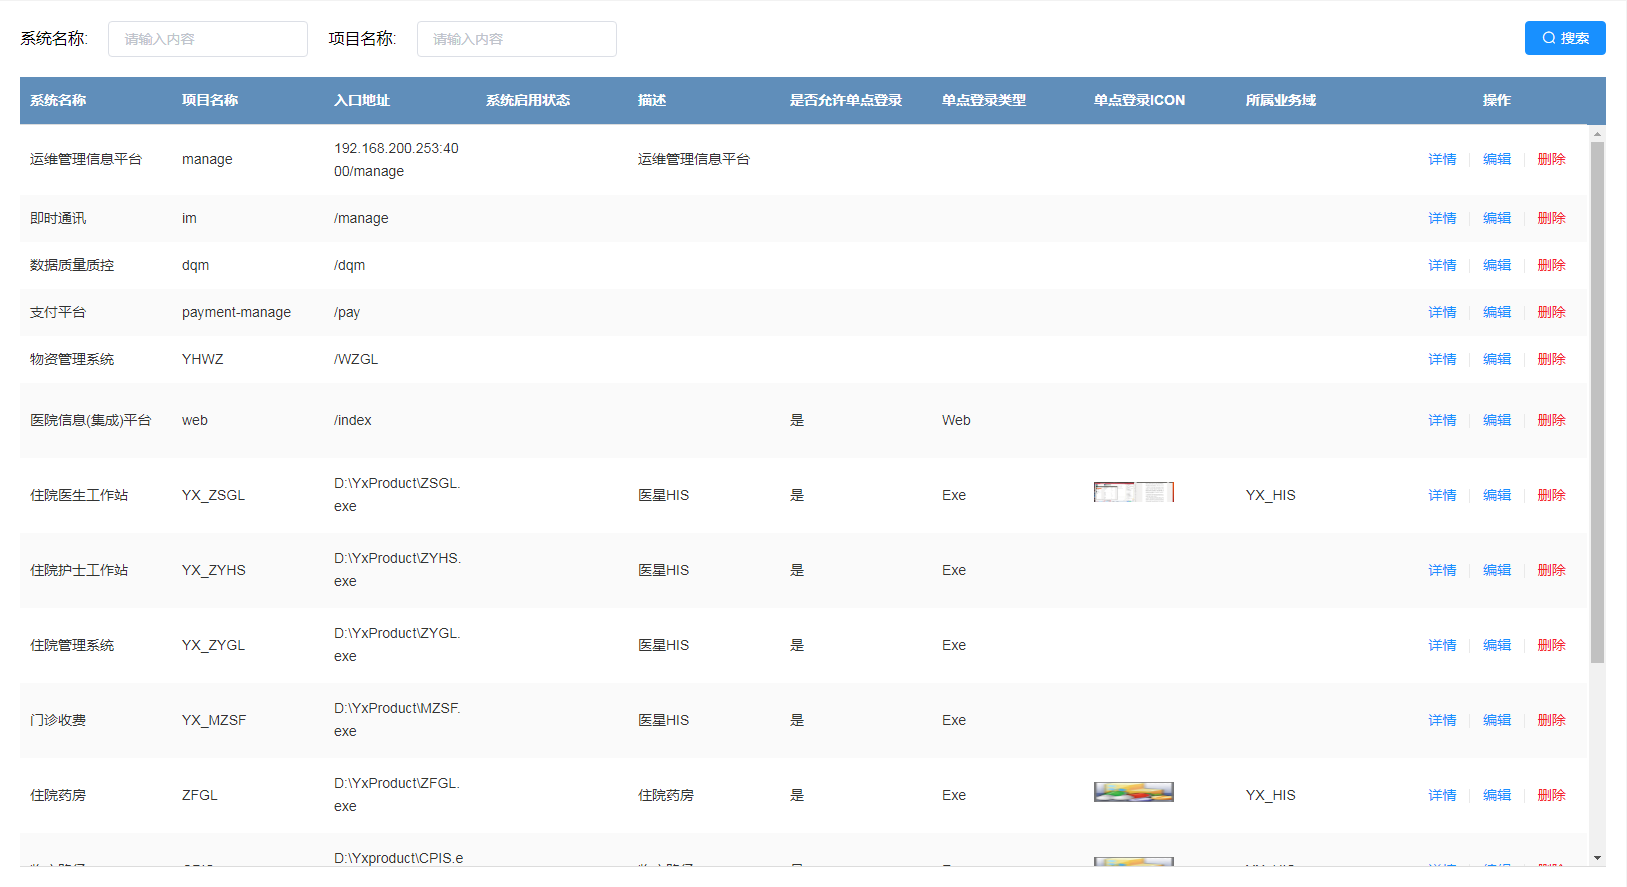 系统名称: 请输入内容 项目名称: 请输入内容 搜索
系统名称 项目名称 入口地址 系统启用状态 描述 是否允许单点登录 单点登录类型 单点登录ICON 所属业务域 操作
运维管理信息平台 manage 192.168.200.253:40 运维管理信息平台 详情 编辑 删除
00/manage
即时通讯 im /manage 详情 编辑 删除
数据质量质控 dqm /dqm 详情 编辑 删除
支付平台 payment-manage /pay 详情 编辑 删除
物资管理系统 YHWZ /WZGL 详情 编辑 删除
医院信息(集成)平台 web /index 是 Web 详情 编辑 删除
住院医生工作站 YX_ZSGL D:\YxProduct\ZSGL. 医星HIS 是 Exe YX_HIS 详情 编辑 删除
exe
住院护士工作站 YX_ZYHS D:\YxProduct\ZYHS. 医星HIS 是 Exe 详情 编辑 删除
exe
住院管理系统 YX_ZYGL D:\YxProduct\ZYGL. 医星HIS 是 Exe 详情 编辑 删除
exe
门诊收费 YX_MZSF D:\YxProduct\MZSF. 医星HIS 是 Exe 详情 编辑 删除
exe
住院药房 ZFGL D:\YxProduct\ZFGL. 住院药房 是 Exe YX_HIS 详情 编辑 删除
exe
D:\Yxproduct\CPIS.e